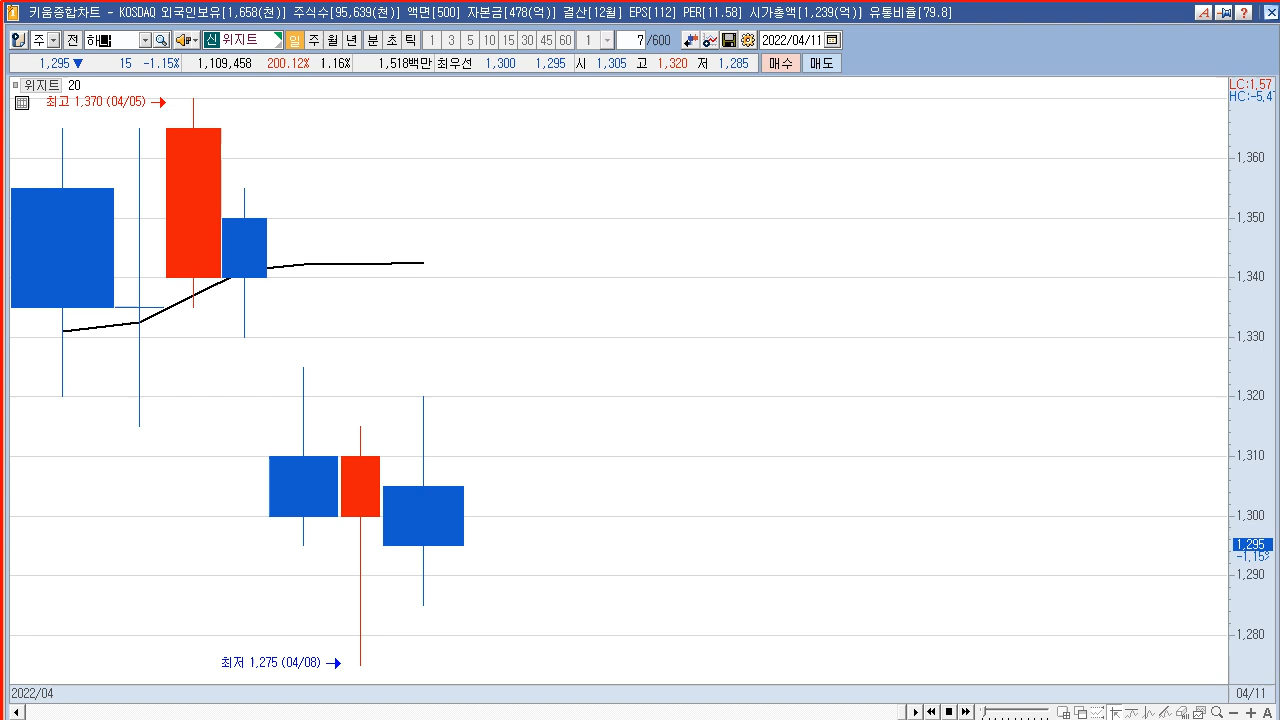 키움종합차트 - KOSDAQ 외국인보유[1,658(천)] 주식수[95,639(천)] 액면[500] 자본금[478(억)] 결산[12월] EPS[112] PER[11.58] 시가총액[1,239(억)] 유통비율[79.8]
주 전 신 위지트 일 주 월 년 분 초 틱 1 3 5 10 15 30 45 60 1 7 /600 2022/04/11
1,295 ▼ 15 -1.15% 1,109,458 200.12% 1.16% 1,518백만 최우선 1,300 1,295 시 1,305 고 1,320 저 1,285 매수 매도
위지트 20
LC:1,57
HC:-5,4
최고 1,370 (04/05) →
1,360
1,350
1,340
1,330
1,320
1,310
1,300
1,295
-1,15%
1,290
1,280
최저 1,275 (04/08) →
2022/04 04/11
A